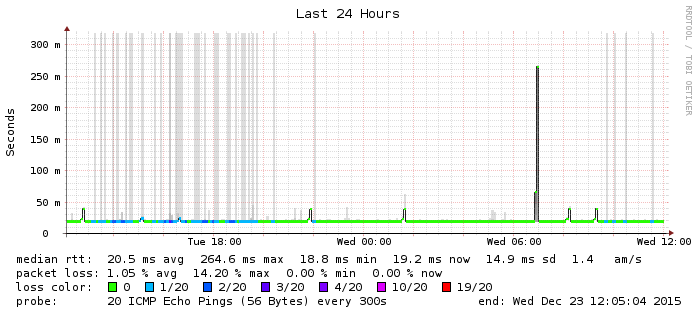 Last 24 Hours
RRDTOOL / TOBI OETIKER
Seconds
300 m
250 m
200 m
150 m
100 m
50 m
0
Tue 18:00 Wed 00:00 Wed 06:00 Wed 12:00
median rtt: 20.5 ms avg 264.6 ms max 18.8 ms min 19.2 ms now 14.9 ms sd 1.4 am/s
packet loss: 1.05 % avg 14.20 % max 0.00 % min 0.00 % now
loss color: 0 1/20 2/20 3/20 4/20 10/20 19/20
probe: 20 ICMP Echo Pings (56 Bytes) every 300s end: Wed Dec 23 12:05:04 2015